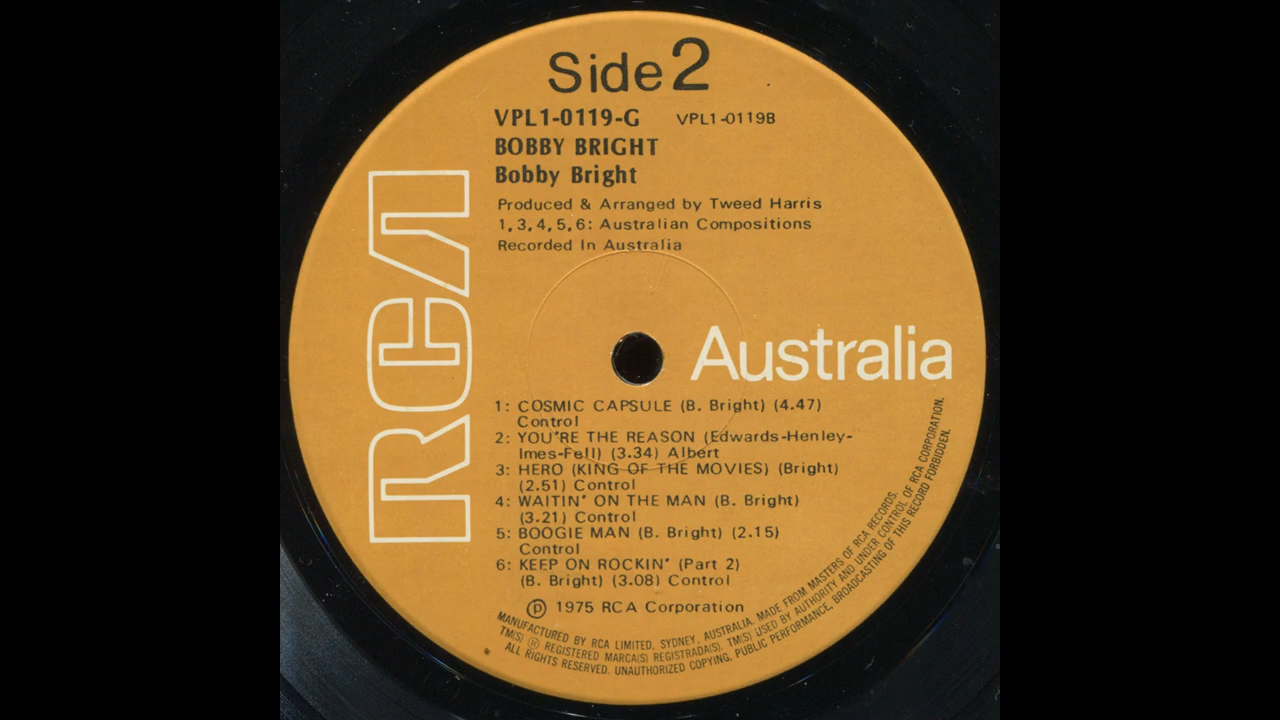 Side 2
VPL1-0119-G VPL1-0119B
BOBBY BRIGHT
Bobby Bright
Produced & Arranged by Tweed Harris
1,3,4,5,6: Australian Compositions
Recorded In Australia
RCA
Australia
1: COSMIC CAPSULE (B. Bright) (4.47)
Control
2: YOU'RE THE REASON (Edwards-Henley-
Imes-Fell) (3.34) Albert
3: HERO (KING OF THE MOVIES) (Bright)
(2.51) Control
4: WAITIN' ON THE MAN (B. Bright)
(3.21) Control
5: BOOGIE MAN (B. Bright) (2.15)
Control
6: KEEP ON ROCKIN' (Part 2)
(B. Bright) (3.08) Control
℗ 1975 RCA Corporation
MANUFACTURED BY RCA LIMITED, SYDNEY, AUSTRALIA. MADE FROM MASTERS OF RCA RECORDS.
TM(S) ® REGISTERED MARCA(S) REGISTRADA(S). TM(S) USED BY AUTHORITY AND UNDER CONTROL OF RCA CORPORATION.
ALL RIGHTS RESERVED. UNAUTHORIZED COPYING, PUBLIC PERFORMANCE, BROADCASTING OF THIS RECORD FORBIDDEN.